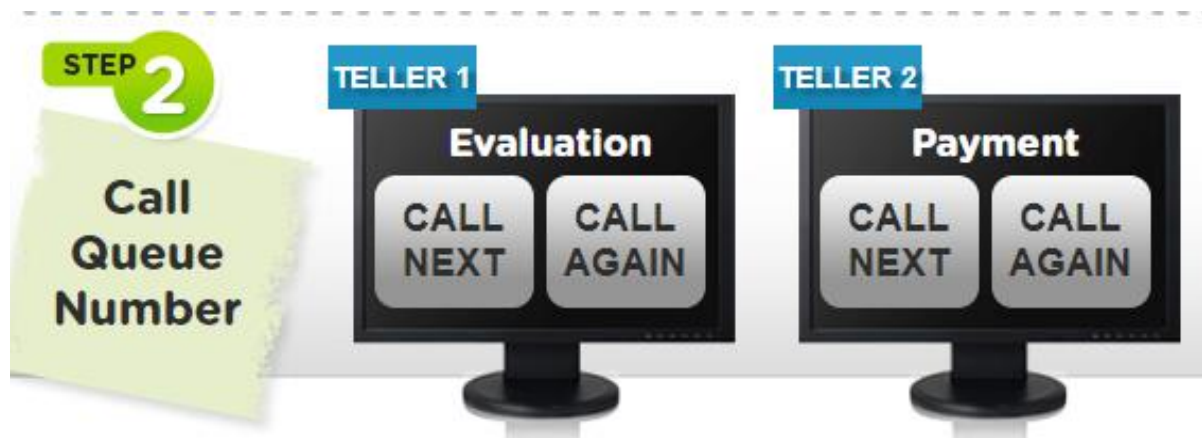 STEP 2
Call
Queue
Number
TELLER 1
Evaluation
CALL NEXT
CALL AGAIN
TELLER 2
Payment
CALL NEXT
CALL AGAIN